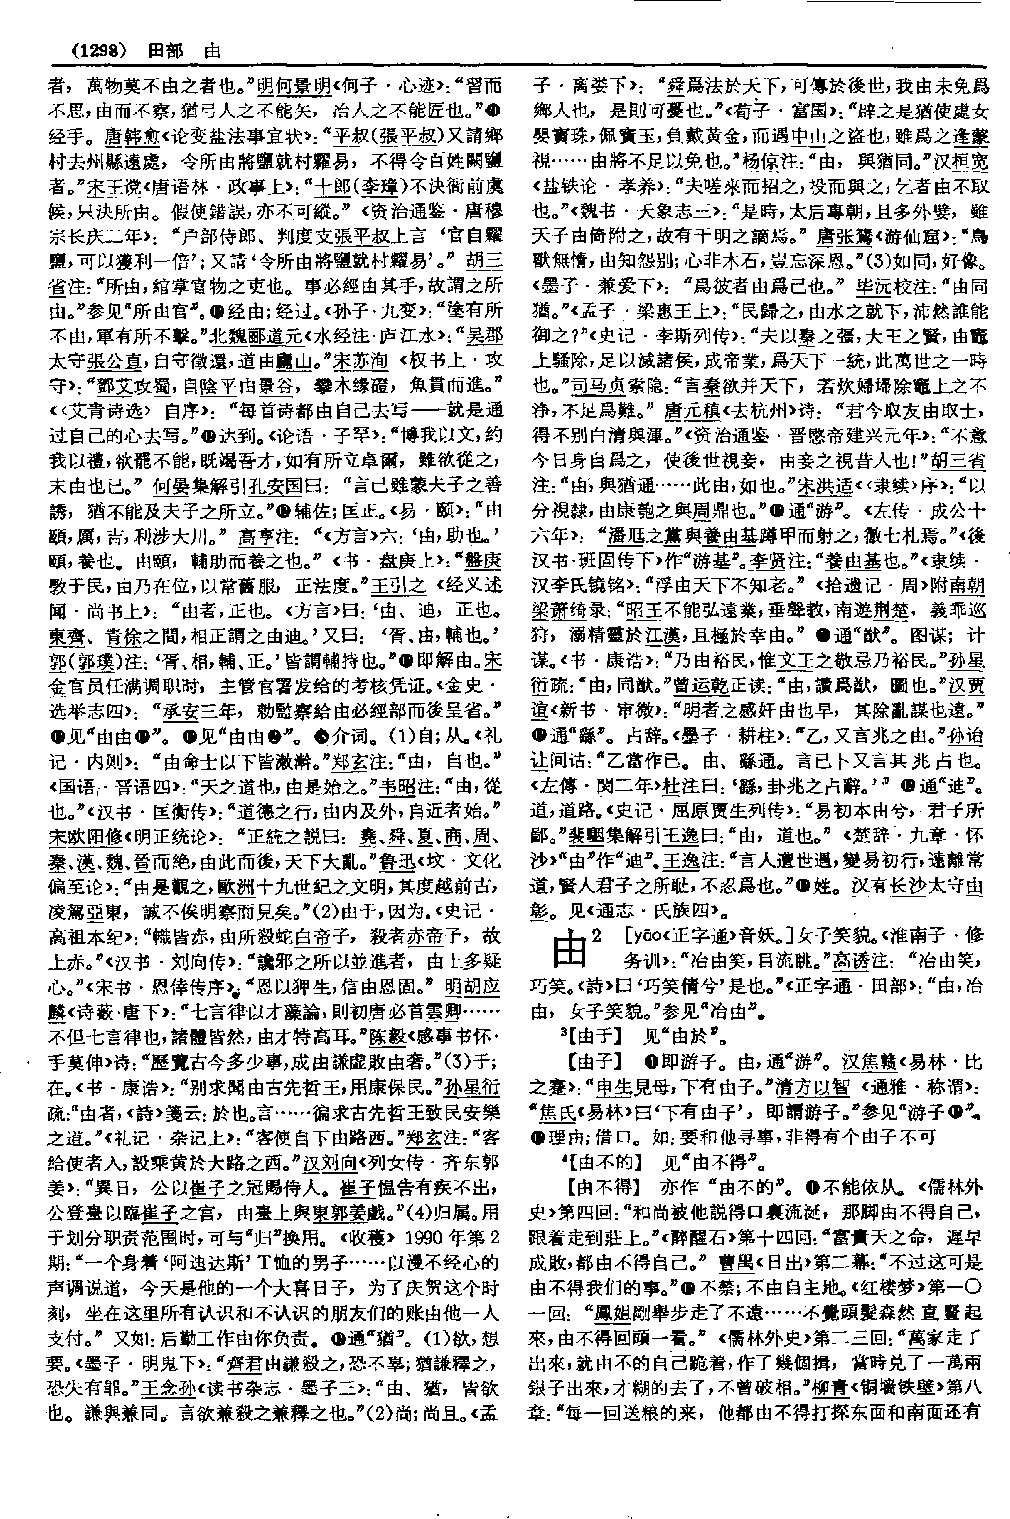 (1298) 田部 由
者，萬物莫不由之者也。”明何景明《何子·心迹》：“習而
不思，由而不察，猶弓人之不能矢，冶人之不能匠也。”
经手。唐韩愈《论变盐法事宜状》：“平叔(張平叔)又請鄉
村去州縣遠處，令所由將鹽就村糶易，不得令百姓闕鹽
者。”宋王谠《唐语林·政事上》：“十郎(李璋)不決銜前虞
候，只決所由。假使錯誤，亦不可縱。”《资治通鉴·唐穆
宗长庆二年》：“户部侍郎、判度支張平叔上言‘官自糶
鹽，可以獲利一倍’；又請‘令所由將鹽就村糶易’。”胡三
省注：“所由，綰掌官物之吏也。事必經由其手，故謂之所
由。”参见“所由官”。经由；经过。《孙子·九变》：“塗有所
不由，軍有所不擊。”北魏郦道元《水经注·庐江水》：“吴郡
太守張公直，自守徵還，道由廬山。”宋苏洵《权书上·攻
守》：“鄧艾攻蜀，自陰平由景谷，攀木緣磴，魚貫而進。”
《〈艾青诗选〉自序》：“每首诗都由自己去写——就是通
过自己的心去写。”达到。《论语·子罕》：“博我以文，約
我以禮，欲罷不能，既竭吾才，如有所立卓爾，雖欲從之，
末由也已。”何晏集解引孔安国曰：“言已雖蒙夫子之善
誘，猶不能及夫子之所立。”辅佐；匡正。《易·颐》：“由
頤，厲，吉，利涉大川。”高亨注：“《方言》六：‘由，助也。’
頤，養也。由頤，輔助而養之也。”《书·盘庚上》：“盤庚
斆于民，由乃在位，以常舊服，正法度。”王引之《经义述
闻·尚书上》：“由者，正也。《方言》曰：‘由、迪，正也。
東齊、青徐之間，相正謂之由迪。’又曰：‘胥、由，輔也。’
郭(郭璞)注：‘胥、相，輔、正。’皆謂輔持也。”即解由。宋
金官员任满调职时，主管官署发给的考核凭证。《金史·
选举志四》：“承安三年，勑監察給由必經部而後呈省。”
见“由由”。见“由由”。介词。(1)自；从。《礼
记·内则》：“由命士以下皆漱澣。”郑玄注：“由，自也。”
《国语·晋语四》：“天之道也，由是始之。”韦昭注：“由，從
也。”《汉书·匡衡传》：“道德之行，由内及外，自近者始。”
宋欧阳修《明正统论》：“正統之説曰：堯、舜、夏、商、周、
秦、漢、魏、晉而绝，由此而後，天下大亂。”鲁迅《坟·文化
偏至论》：“由是觀之，歐洲十九世紀之文明，其度越前古，
凌駕亞東，誠不俟明察而見矣。”(2)由于，因为。《史记·
高祖本纪》：“幟皆赤，由所殺蛇白帝子，殺者赤帝子，故
上赤。”《汉书·刘向传》：“讒邪之所以並進者，由上多疑
心。”《宋书·恩倖传序》：“恩以狎生，信由恩固。”明胡应
麟《诗薮·唐下》：“七言律以才藻論，則初唐必首雲卿……
不但七言律也，諸體皆然，由才特高耳。”陈毅《感事书怀·
手莫伸》诗：“歷覽古今多少事，成由謙虚敗由奢。”(3)于；
在。《书·康诰》：“别求聞由古先哲王，用康保民。”孙星衍
疏：“由者，《詩》箋云：於也。言……徧求古先哲王致民安樂
之道。”《礼记·杂记上》：“客使自下由路西。”郑玄注：“客
給使者入，設乘黄於大路之西。”汉刘向《列女传·齐东郭
姜》：“異日，公以崔子之冠賜侍人。崔子愠告有疾不出，
公登臺以臨崔子之宫，由臺上與東郭姜戲。”(4)归属。用
于划分职责范围时，可与“归”换用。《收穫》1990年第2
期：“一个身着‘阿迪达斯’T恤的男子……以漫不经心的
声调说道，今天是他的一个大喜日子，为了庆贺这个时
刻，坐在这里所有认识和不认识的朋友们的账由他一人
支付。”又如：后勤工作由你负责。通“猶”。(1)欲，想
要。《墨子·明鬼下》：“齊君由謙殺之，恐不辜；猶謙釋之，
恐失有罪。”王念孙《读书杂志·墨子三》：“由、猶，皆欲
也。謙與兼同。言欲兼殺之兼釋之也。”(2)尚；尚且。《孟
子·离娄下》：“舜爲法於天下，可傳於後世，我由未免爲
鄉人也，是則可憂也。”《荀子·富国》：“辟之是猶使處女
嬰寶珠，佩寶玉，負戴黄金，而遇中山之盗也，雖爲之逢蒙
視……由將不足以免也。”杨倞注：“由，與猶同。”汉桓宽
《盐铁论·孝养》：“夫嗟來而招之，投而與之，乞者由不取
也。”《魏书·天象志三》：“是時，太后專朝，且多外嬖，雖
天子由倚附之，故有干明之謫焉。”唐张鷟《游仙窟》：“鳥
獸無情，由知怨别；心非木石，豈忘深恩。”(3)如同，好像。
《墨子·兼爱下》：“爲彼者由爲己也。”毕沅校注：“由同
猶。”《孟子·梁惠王上》：“民歸之，由水之就下，沛然誰能
御之？”《史记·李斯列传》：“夫以秦之强，大王之賢，由竈
上騷除，足以滅諸侯，成帝業，爲天下一統，此萬世之一時
也。”司马贞索隐：“言秦欲并天下，若炊婦埽除竈上之不
净，不足爲難。”唐元稹《去杭州》诗：“君今取友由取士，
得不别白清與渾。”《资治通鉴·晋愍帝建兴元年》：“不意
今日身自爲之，使後世視妾，由妾之視昔人也！”胡三省
注：“由，與猶通……此由，如也。”宋洪适《〈隶续〉序》：“以
分視隸，由康瓠之與周鼎也。”通“游”。《左传·成公十
六年》：“潘尫之黨與養由基蹲甲而射之，徹七札焉。”《後
汉书·班固传下》作“游基”。李贤注：“養由基也。”《隶续·
汉李氏镜铭》：“浮由天下不知老。”《拾遗记·周》附南朝
梁萧绮录：“昭王不能弘遠業，垂聲教，南遊荆楚，義乖巡
狩，溺精靈於江漢，且極於幸由。”通“猷”。图谋；计
谋。《书·康诰》：“乃由裕民，惟文王之敬忌乃裕民。”孙星
衍疏：“由，同猷。”曾运乾正读：“由，讀爲猷，圖也。”汉贾
谊《新书·审微》：“明者之感奸由也早，其除亂謀也遠。”
通“繇”。占辞。《墨子·耕柱》：“乙，又言兆之由。”孙诒
让间诂：“乙當作已。由、繇通。言已卜又言其兆占也。
《左傳·閔二年》杜注曰：‘繇，卦兆之占辭。’”通“迪”。
道，道路。《史记·屈原贾生列传》：“易初本由兮，君子所
鄙。”裴駰集解引王逸曰：“由，道也。”《楚辞·九章·怀
沙》“由”作“迪”、王逸注：“言人遭世遇，變易初行，遠離常
道，賢人君子之所耻，不忍爲也。”姓。汉有长沙太守由
彰。见《通志·氏族四》。
由2 [yāo《正字通》音妖。]女子笑貌。《淮南子·修
务训》：“冶由笑，目流眺。”高诱注：“冶由笑，
巧笑。《詩》曰‘巧笑倩兮’是也。”《正字通·田部》：“由，冶
由，女子笑貌。”参见“冶由”。
3[由于] 见“由於”。
[由子] ❶即游子。由，通“游”。汉焦赣《易林·比
之蹇》：“申生見母，下有由子。”清方以智《通雅·称谓》：
“焦氏《易林》曰‘下有由子’，即謂游子。”参见“游子”。
❷理由；借口。如：要和他寻事，非得有个由子不可
4[由不的] 见“由不得”。
[由不得] 亦作“由不的”。❶不能依从。《儒林外
史》第四回：“和尚被他説得口裏流涎，那脚由不得自己，
跟着走到莊上。”《醉醒石》第十四回：“富貴天之命，遲早
成敗，都由不得自己。”曹禺《日出》第二幕：“不过这可是
由不得我们的事。”❷不禁；不由自主地。《红楼梦》第一〇
一回：“鳳姐剛舉步走了不遠……不覺頭髮森然直豎起
來，由不得回頭一看。”《儒林外史》第二三回：“萬家走了
出來，就由不的自己跪着，作了幾個揖，當時兑了一萬兩
銀子出來，才糊的去了，不曾破相。”柳青《铜墙铁壁》第八
章：“每一回送粮的来，他都由不得打探东面和南面还有